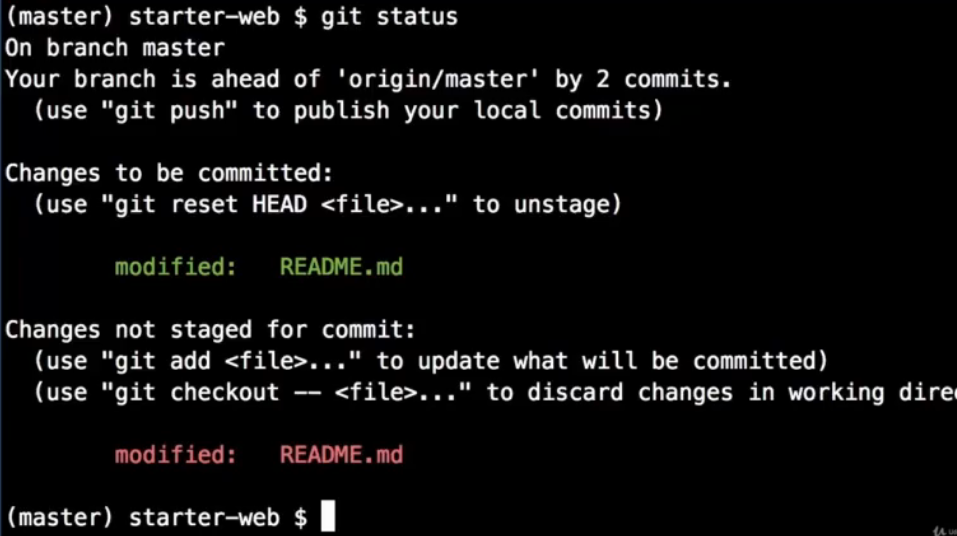 (master) starter-web $ git status
On branch master
Your branch is ahead of 'origin/master' by 2 commits.
  (use "git push" to publish your local commits)
Changes to be committed:
  (use "git reset HEAD <file>..." to unstage)
        modified:   README.md
Changes not staged for commit:
  (use "git add <file>..." to update what will be committed)
  (use "git checkout -- <file>..." to discard changes in working dire
        modified:   README.md
(master) starter-web $